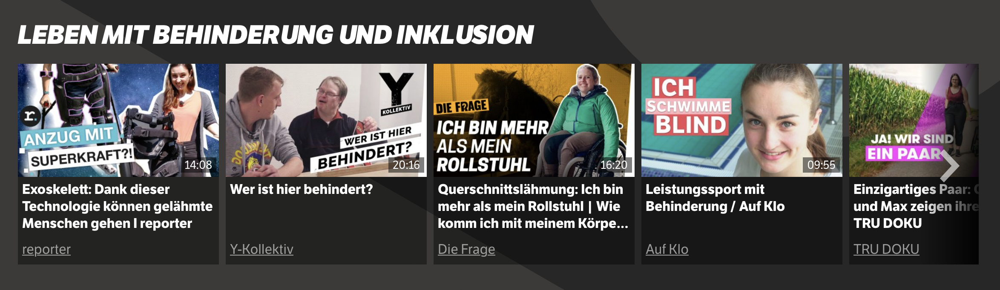 LEBEN MIT BEHINDERUNG UND INKLUSION
r.
ANZUG MIT
SUPERKRAFT?!
14:08
Exoskelett: Dank dieser
Technologie können gelähmte
Menschen gehen I reporter
reporter
Y
KOLLEKTIV
WER IST HIER
BEHINDERT?
20:16
Wer ist hier behindert?
Y-Kollektiv
DIE FRAGE
ICH BIN MEHR
ALS MEIN
ROLLSTUHL
16:20
Querschnittslähmung: Ich bin
mehr als mein Rollstuhl | Wie
komm ich mit meinem Körpe...
Die Frage
ICH
SCHWIMME
BLIND
09:55
Leistungssport mit
Behinderung / Auf Klo
Auf Klo
JA! WIR SIND
EIN PAAR
Einzigartiges Paar:
und Max zeigen ihre
TRU DOKU
TRU DOKU